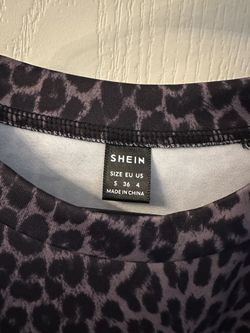 SHEIN
SIZE EU US
S 36 4
MADE IN CHINA